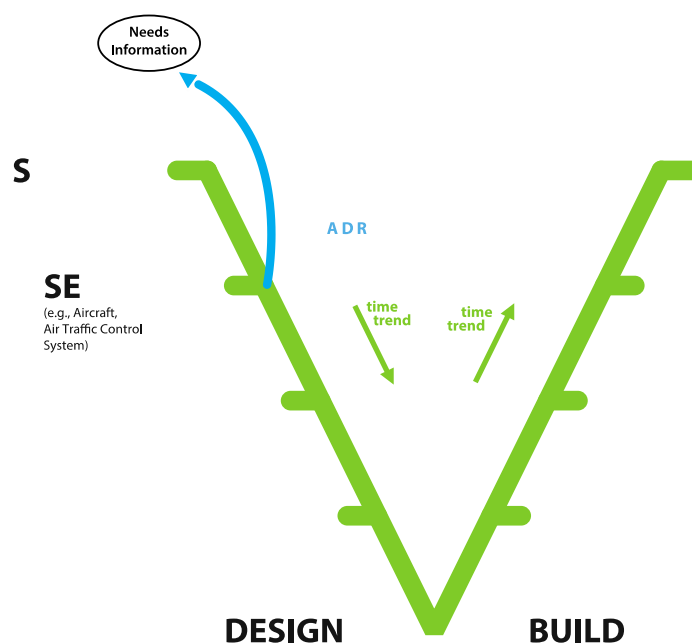 Needs
Information
S
ADR
SE
(e.g., Aircraft,
Air Traffic Control
System)
time
trend
time
trend
DESIGN
BUILD